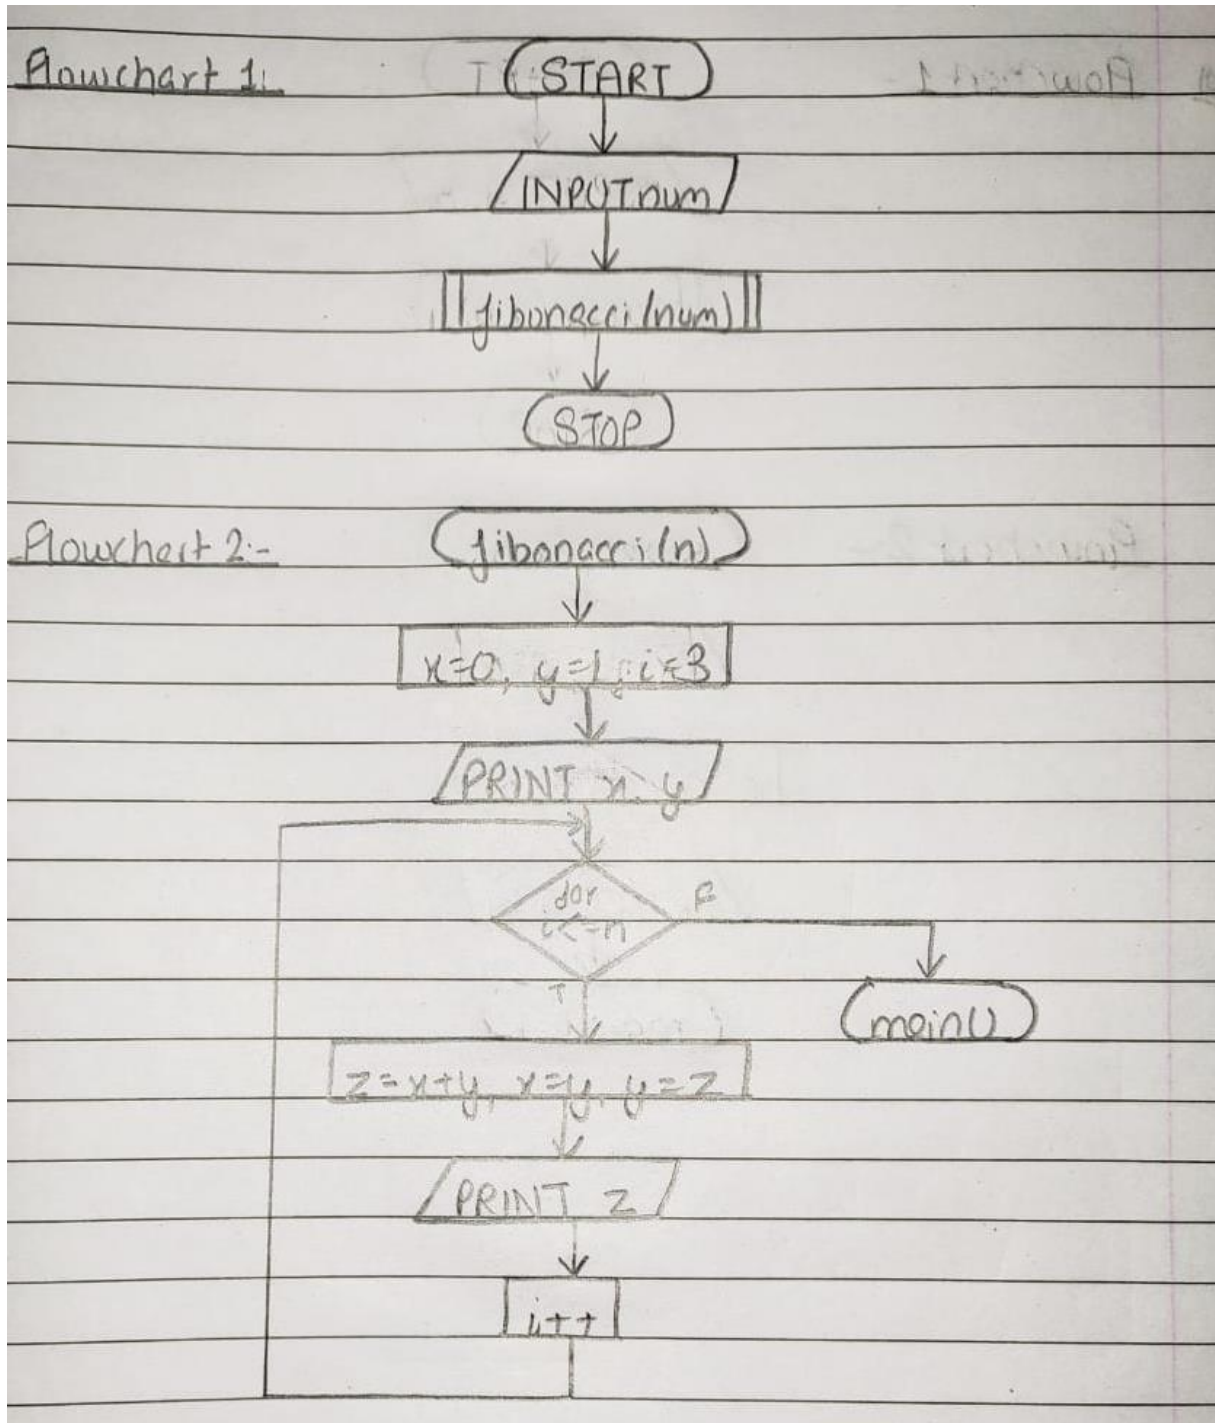 Flowchart 1:
START
INPUT num
fibonacci(num)
STOP
Flowchart 2:-
fibonacci(n)
x=0, y=1, i=3
PRINT x, y
for
i<=n
F
T
main()
z=x+y, x=y, y=z
PRINT z
i++